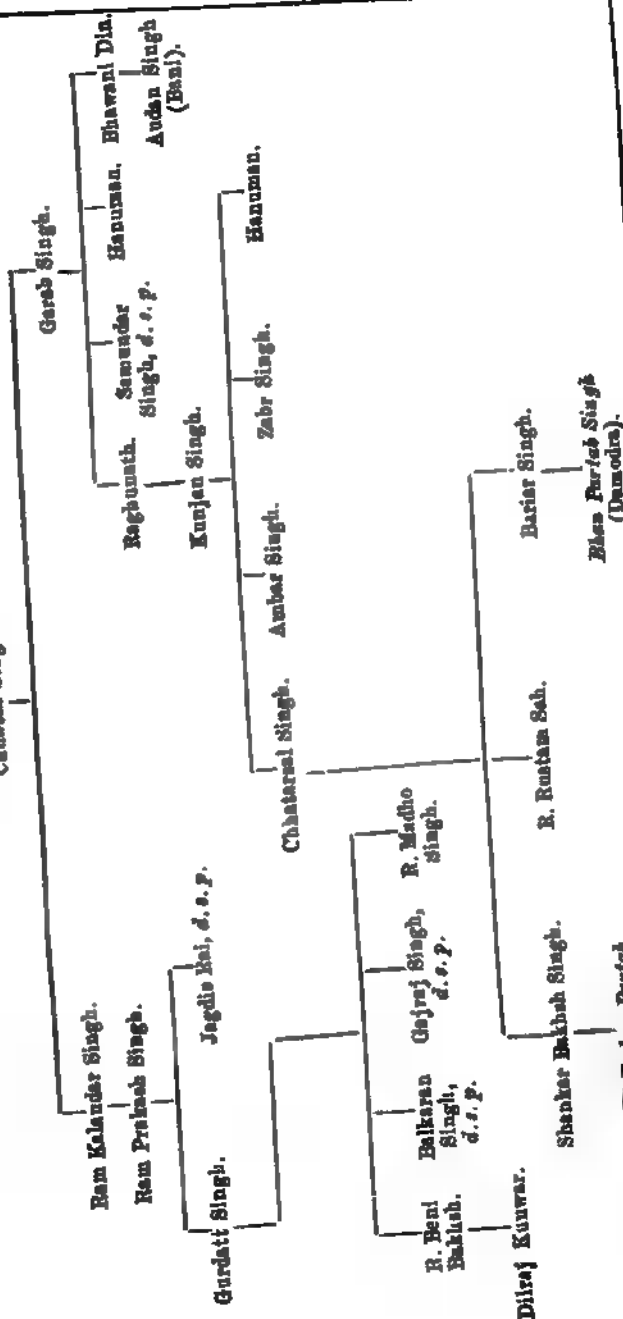 Garab Singh.
Raghunath.
Samundar
Singh, d. s. p.
Hanuman.
Bhawani Din.
Kunjan Singh.
Audan Singh
(Bani).
Chhatarsal Singh.
Ambar Singh.
Zabr Singh.
Hanuman.
Ram Kalandar Singh.
Ram Prakash Singh.
Gurdatt Singh.
Jagdis Rai, d. s. p.
R. Beni
Bakhsh.
Balkaran
Singh,
d. s. p.
Gajraj Singh,
d. s. p.
R. Madho
Singh.
Dilraj Kunwar.
Shankar Bakhsh Singh.
R. Rustam Sah.
Bariar Singh.
Partab Singh
(Damodra).